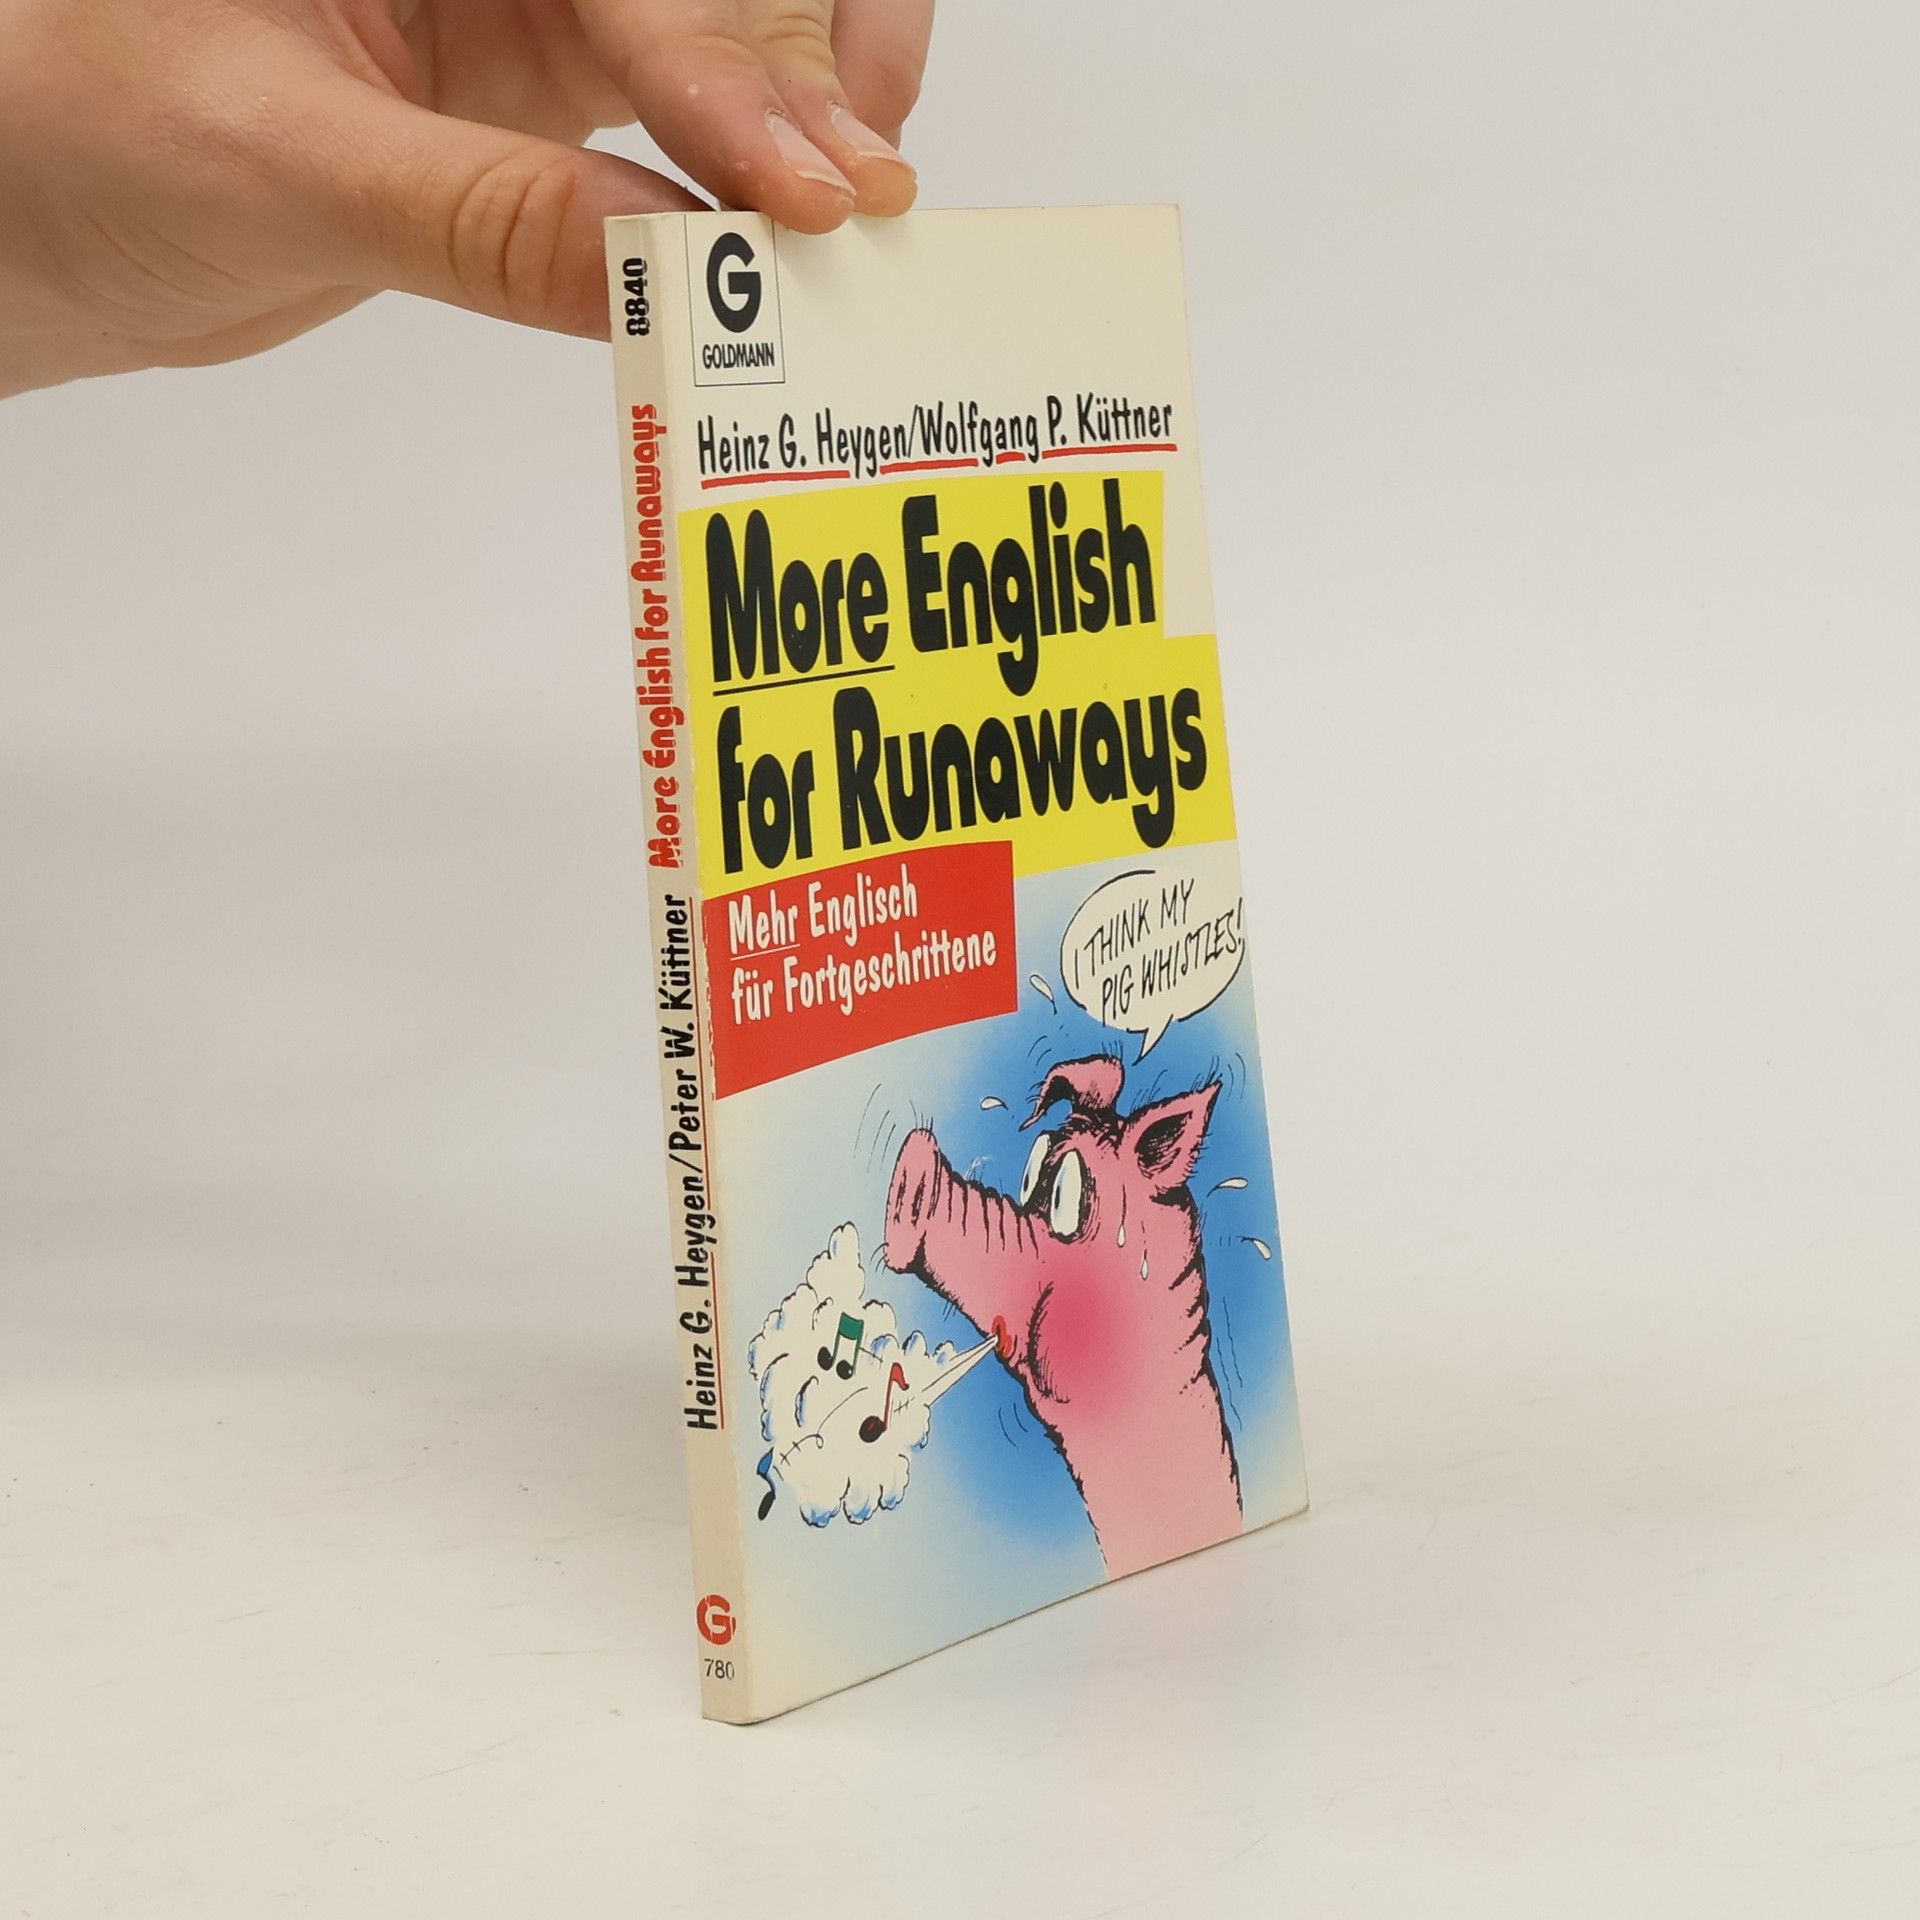 8840
More English for Runaways
Heinz G. Heygen/Peter W. Küttner
G
780
G
GOLDMANN
Heinz G. Heygen/Wolfgang P. Küttner
More English
for Runaways
Mehr Englisch
für Fortgeschrittene
I THINK MY
PIG WHISTLES!